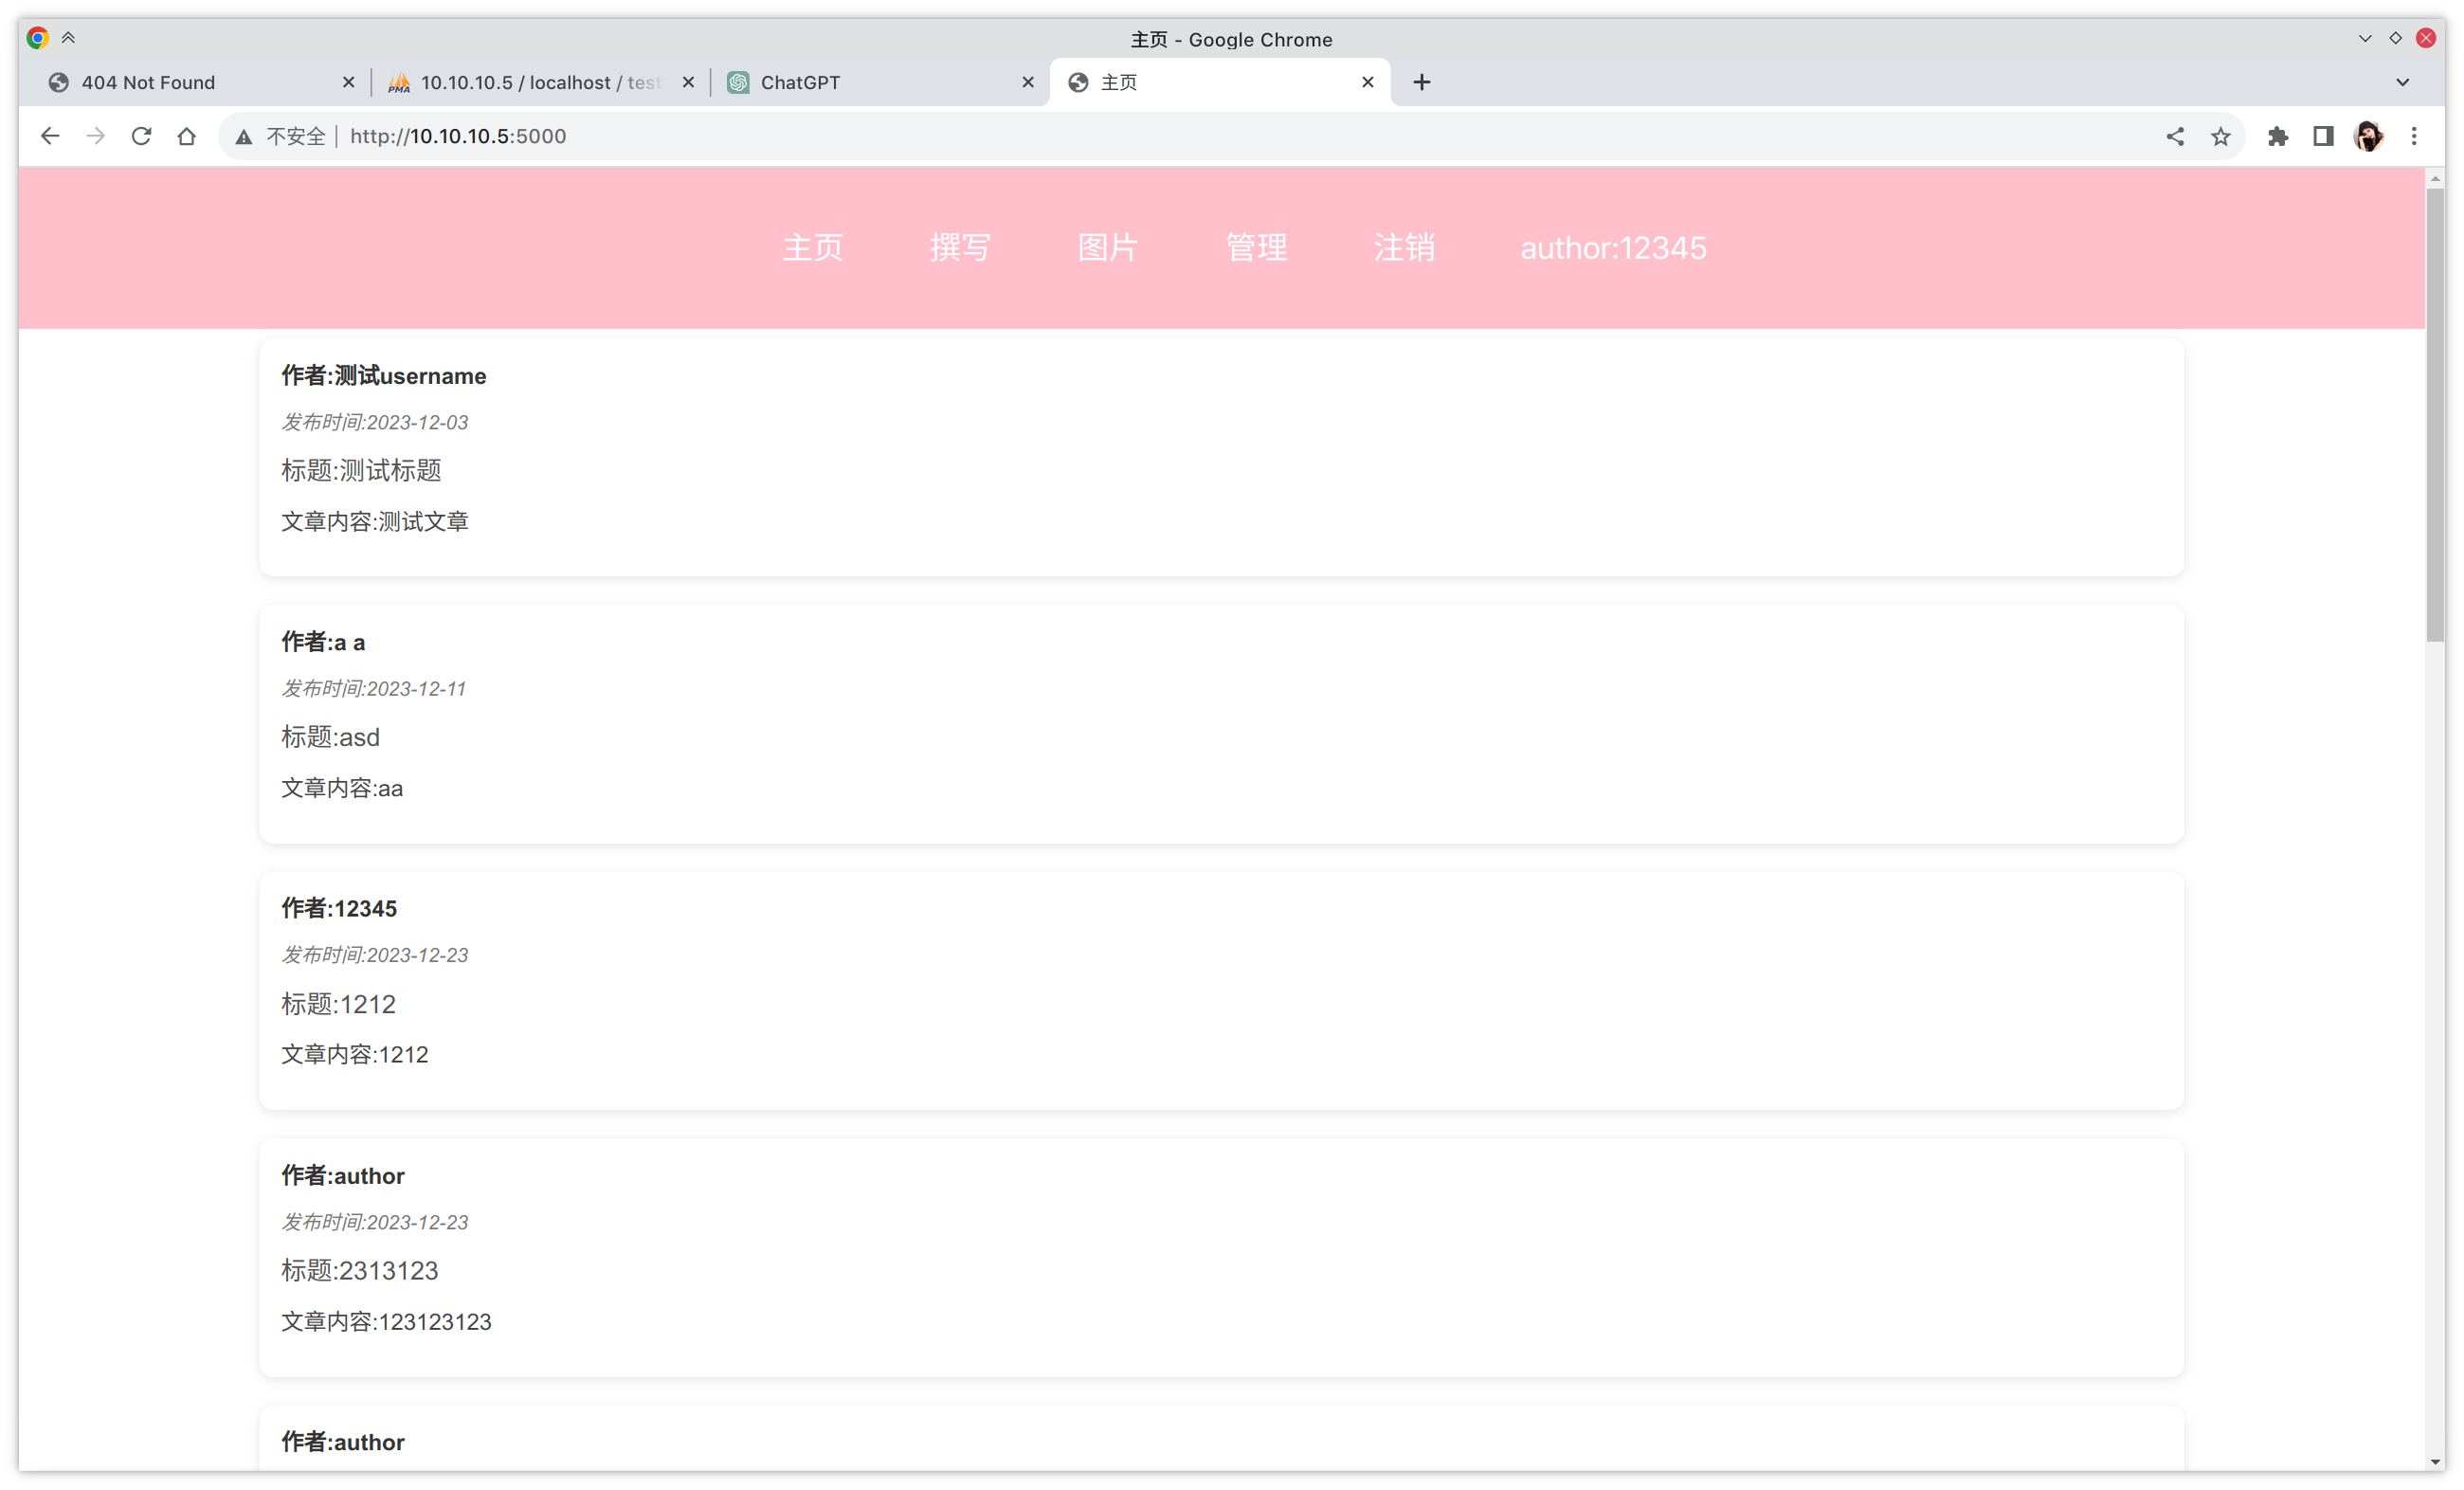 主页 - Google Chrome
404 Not Found
10.10.10.5 / localhost / test
ChatGPT
主页
不安全 http://10.10.10.5:5000
主页 撰写 图片 管理 注销 author:12345
作者:测试username
发布时间:2023-12-03
标题:测试标题
文章内容:测试文章
作者:a a
发布时间:2023-12-11
标题:asd
文章内容:aa
作者:12345
发布时间:2023-12-23
标题:1212
文章内容:1212
作者:author
发布时间:2023-12-23
标题:2313123
文章内容:123123123
作者:author